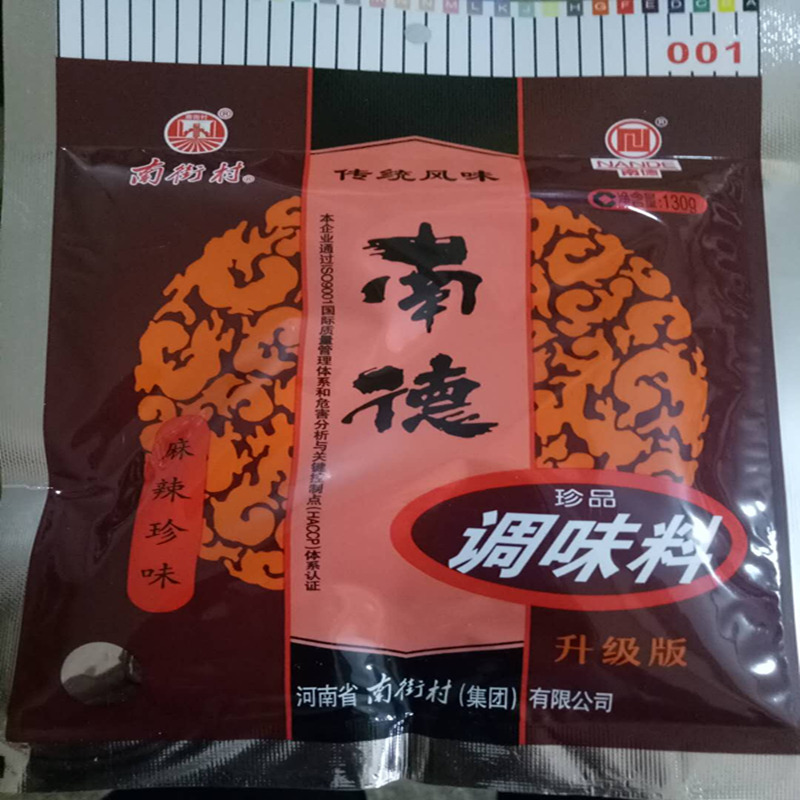 001
南街村
®
南街村®
®
NANDE
南德
净含量:130g
传统风味
南德
本企业通过ISO9001国际质量管理体系和危害分析与关键控制点(HACCP)体系认证
麻辣珍味
珍品
调味料
升级版
河南省南街村(集团)有限公司